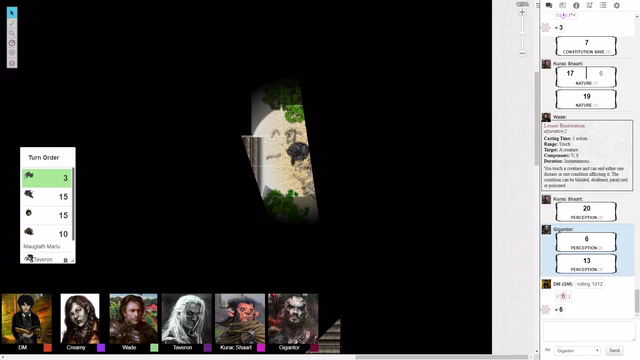 Turn Order
3
15
15
10
Mauglath Marlu
Taveron 8
DM
Creamy
Wade
Taveron
Kurac Shaart
Gigantor
= 3
7
CONSTITUTION SAVE
Kurac Shaart:
17 6
NATURE
19
NATURE
Wade:
Lesser Restoration
abjuration 2
Casting Time: 1 action
Range: Touch
Target: A creature
Components: V, S
Duration: Instantaneous
You touch a creature and can end either one
disease or one condition afflicting it. The
condition can be blinded, deafened, paralyzed,
or poisoned.
Kurac Shaart:
20
PERCEPTION
Gigantor:
6
PERCEPTION
13
PERCEPTION
DM (GM): rolling 1d12
(6)
= 6
As: Gigantor
Send